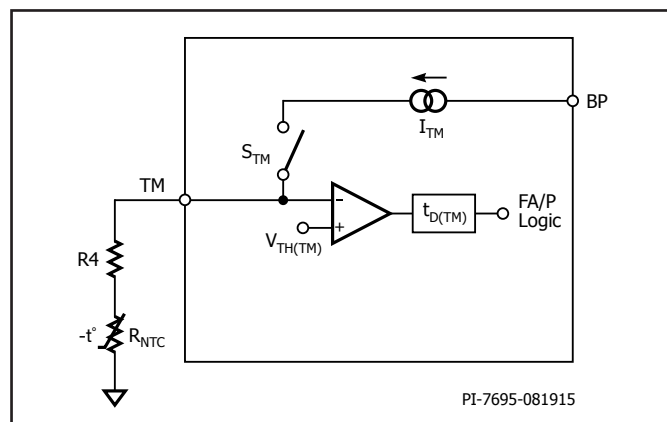 BP
I_TM
S_TM
TM
-
+
V_TH(TM)
t_D(TM)
FA/P
Logic
R4
-t°
R_NTC
PI-7695-081915